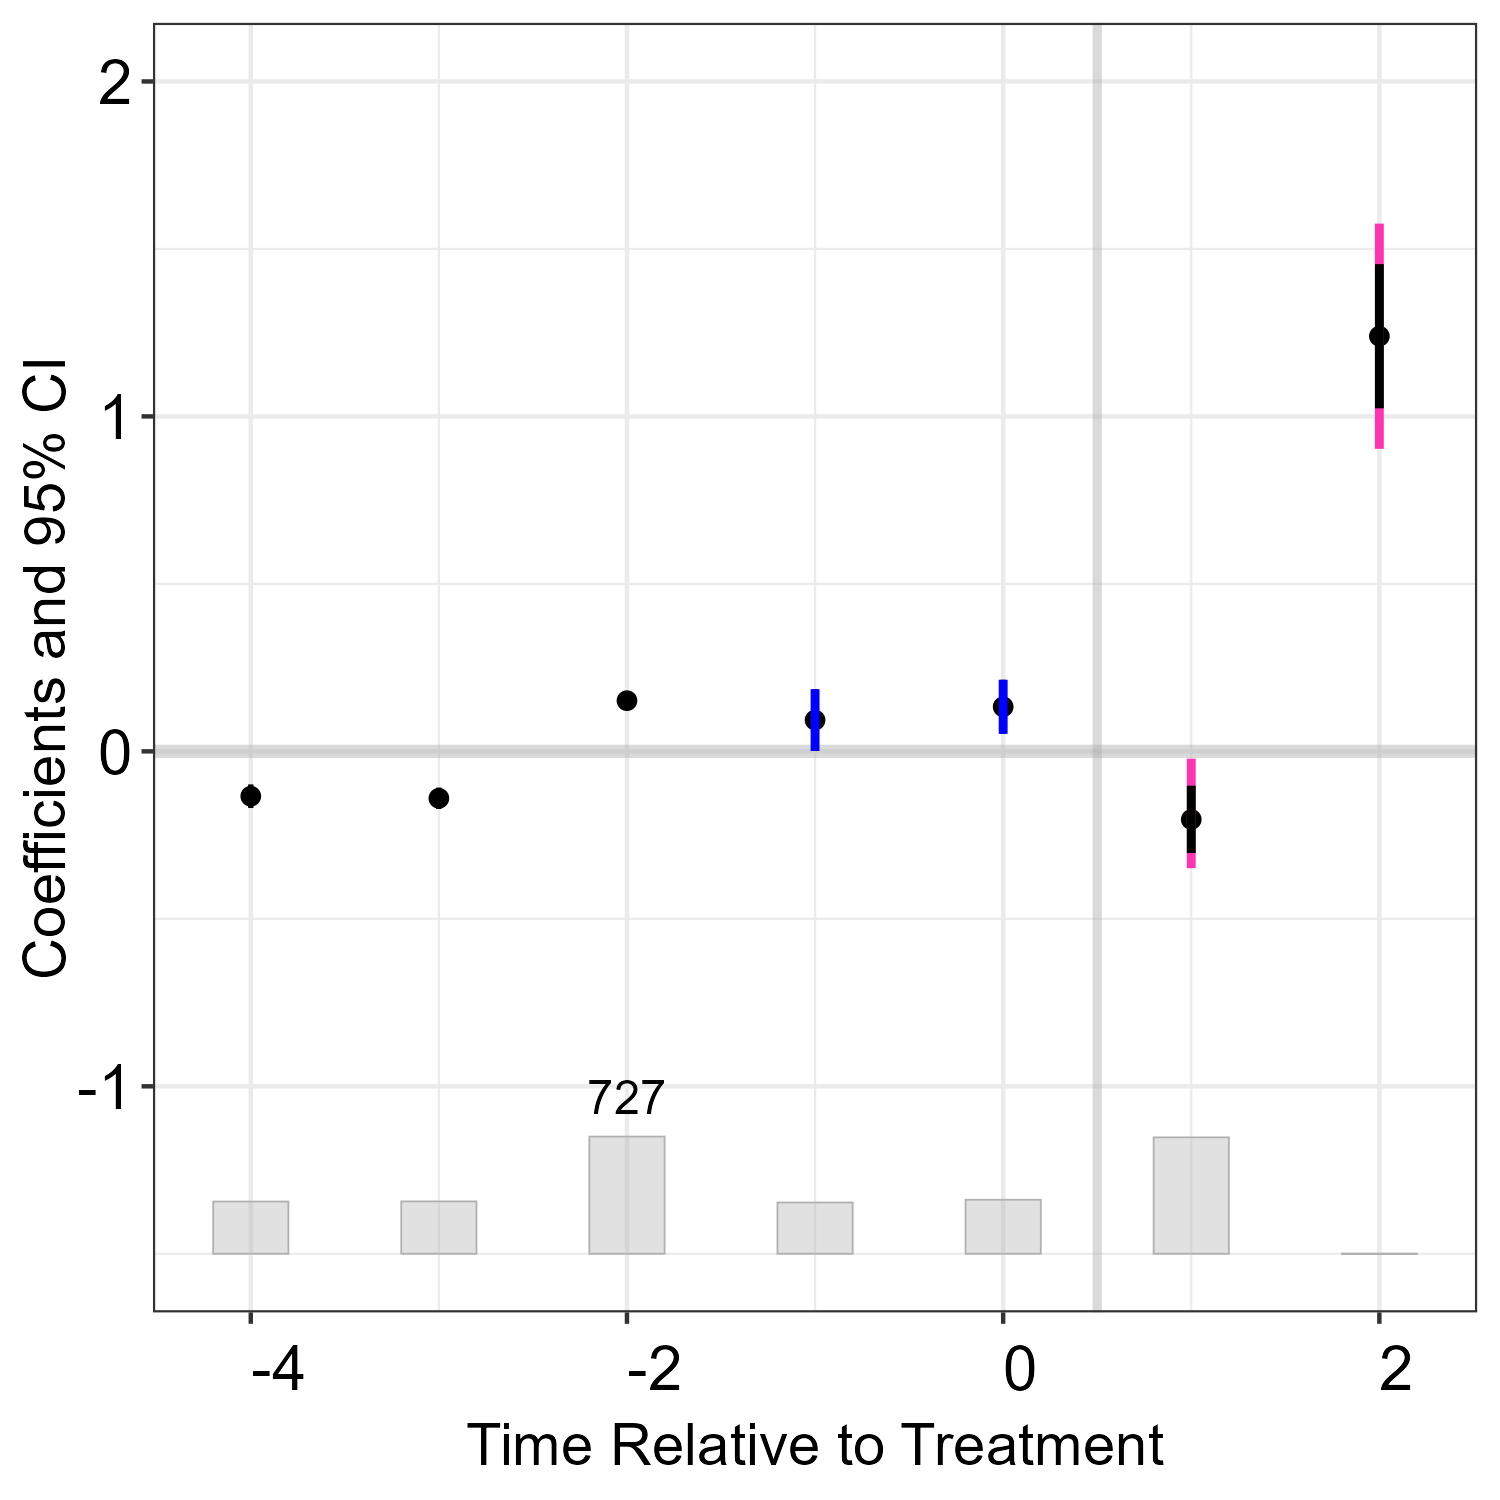 2
1
0
-1
Coefficients and 95% CI
727
-4 -2 0 2
Time Relative to Treatment